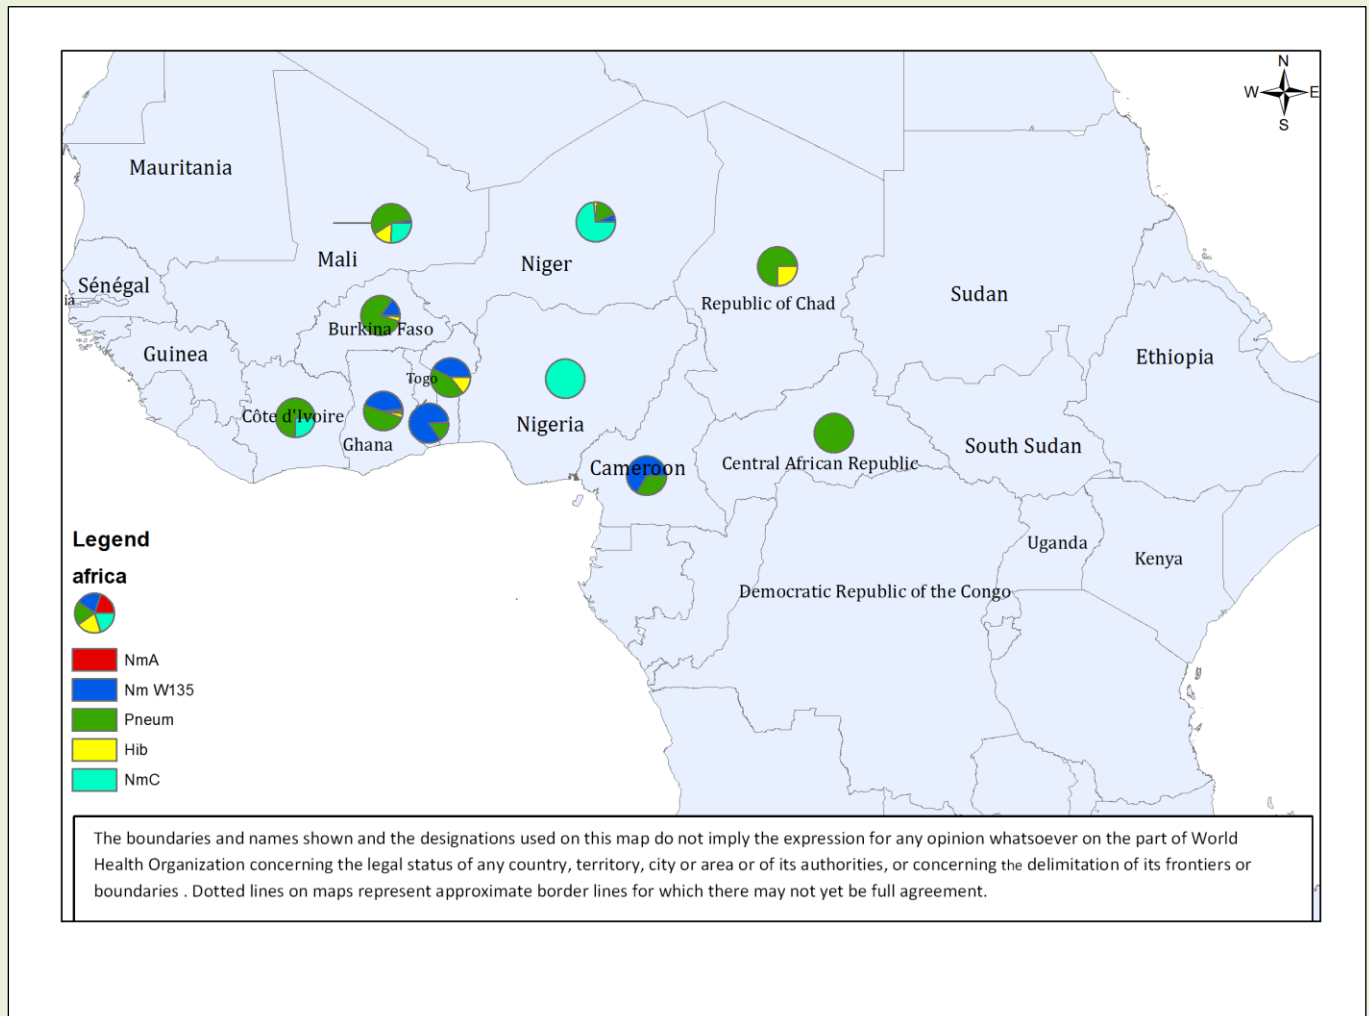 N
W E
S
Mauritania
Mali
Niger
Republic of Chad
Sudan
Sénégal
ia
Burkina Faso
Guinea
Togo
Ethiopia
Côte d'Ivoire
Ghana
Nigeria
South Sudan
Cameroon
Central African Republic
Uganda
Kenya
Democratic Republic of the Congo
Legend
africa
NmA
Nm W135
Pneum
Hib
NmC
The boundaries and names shown and the designations used on this map do not imply the expression for any opinion whatsoever on the part of World
Health Organization concerning the legal status of any country, territory, city or area or of its authorities, or concerning the delimitation of its frontiers or
boundaries . Dotted lines on maps represent approximate border lines for which there may not yet be full agreement.